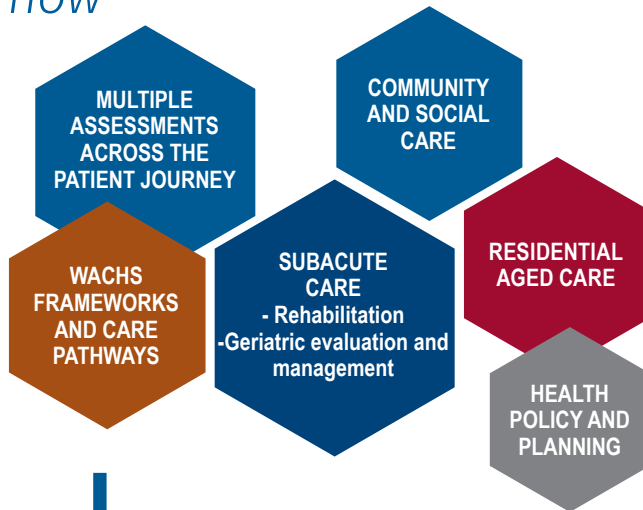 now
MULTIPLE
ASSESSMENTS
ACROSS THE
PATIENT JOURNEY
COMMUNITY
AND SOCIAL
CARE
WACHS
FRAMEWORKS
AND CARE
PATHWAYS
SUBACUTE
CARE
- Rehabilitation
-Geriatric evaluation and
management
RESIDENTIAL
AGED CARE
HEALTH
POLICY AND
PLANNING